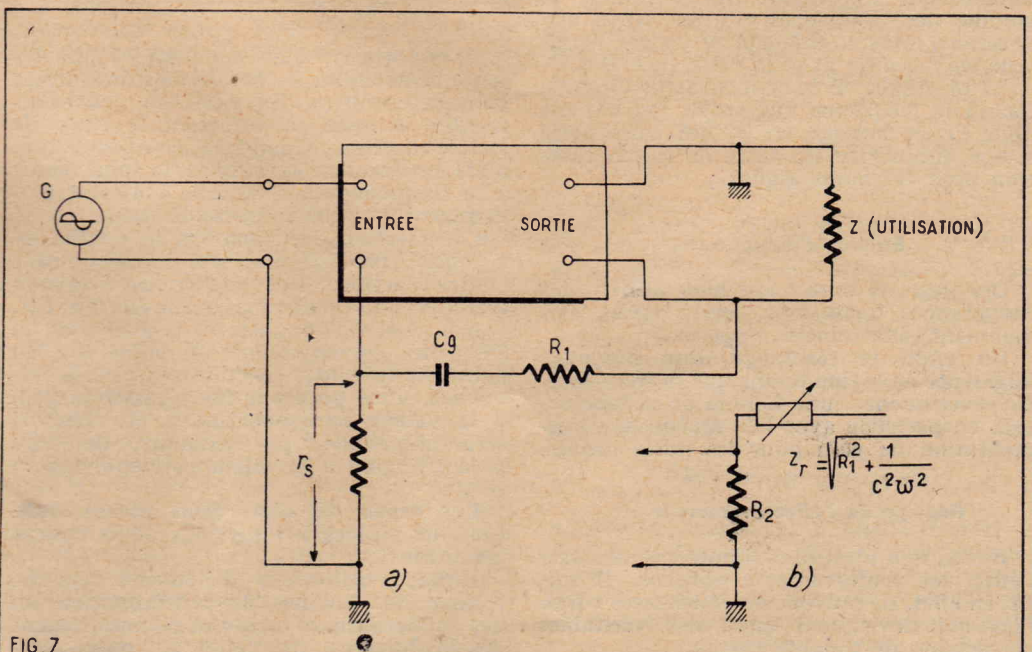 G
ENTREE SORTIE
Z (UTILISATION)
Cg R1
rs
zr = √R1² + 1/c²ω²
R2
a) b)
FIG. 7